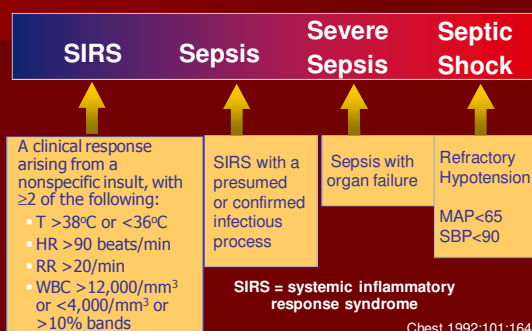 SIRS
Sepsis
Severe
Sepsis
Septic
Shock
A clinical response
arising from a
nonspecific insult, with
≥2 of the following:
▪ T >38ºC or <36ºC
▪ HR >90 beats/min
▪ RR >20/min
▪ WBC >12,000/mm³
or <4,000/mm³ or
>10% bands
SIRS with a
presumed
or confirmed
infectious
process
Sepsis with
organ failure
Refractory
Hypotension
MAP<65
SBP<90
SIRS = systemic inflammatory
response syndrome
Chest 1992;101:164